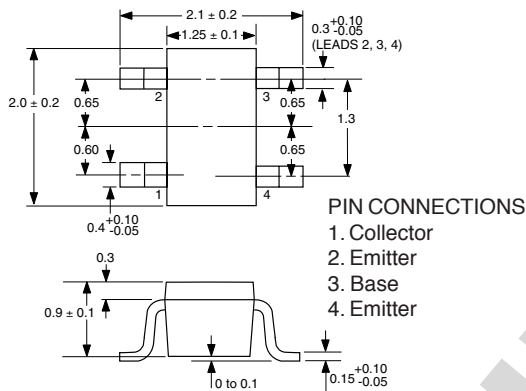 2.1 ± 0.2
1.25 ± 0.1
0.3 +0.10 -0.05
(LEADS 2, 3, 4)
2
3
2.0 ± 0.2
0.65
0.65
1.3
0.60
0.65
1
4
0.4 +0.10 -0.05
PIN CONNECTIONS
1. Collector
2. Emitter
3. Base
4. Emitter
0.3
0.9 ± 0.1
0 to 0.1
0.15 +0.10 -0.05